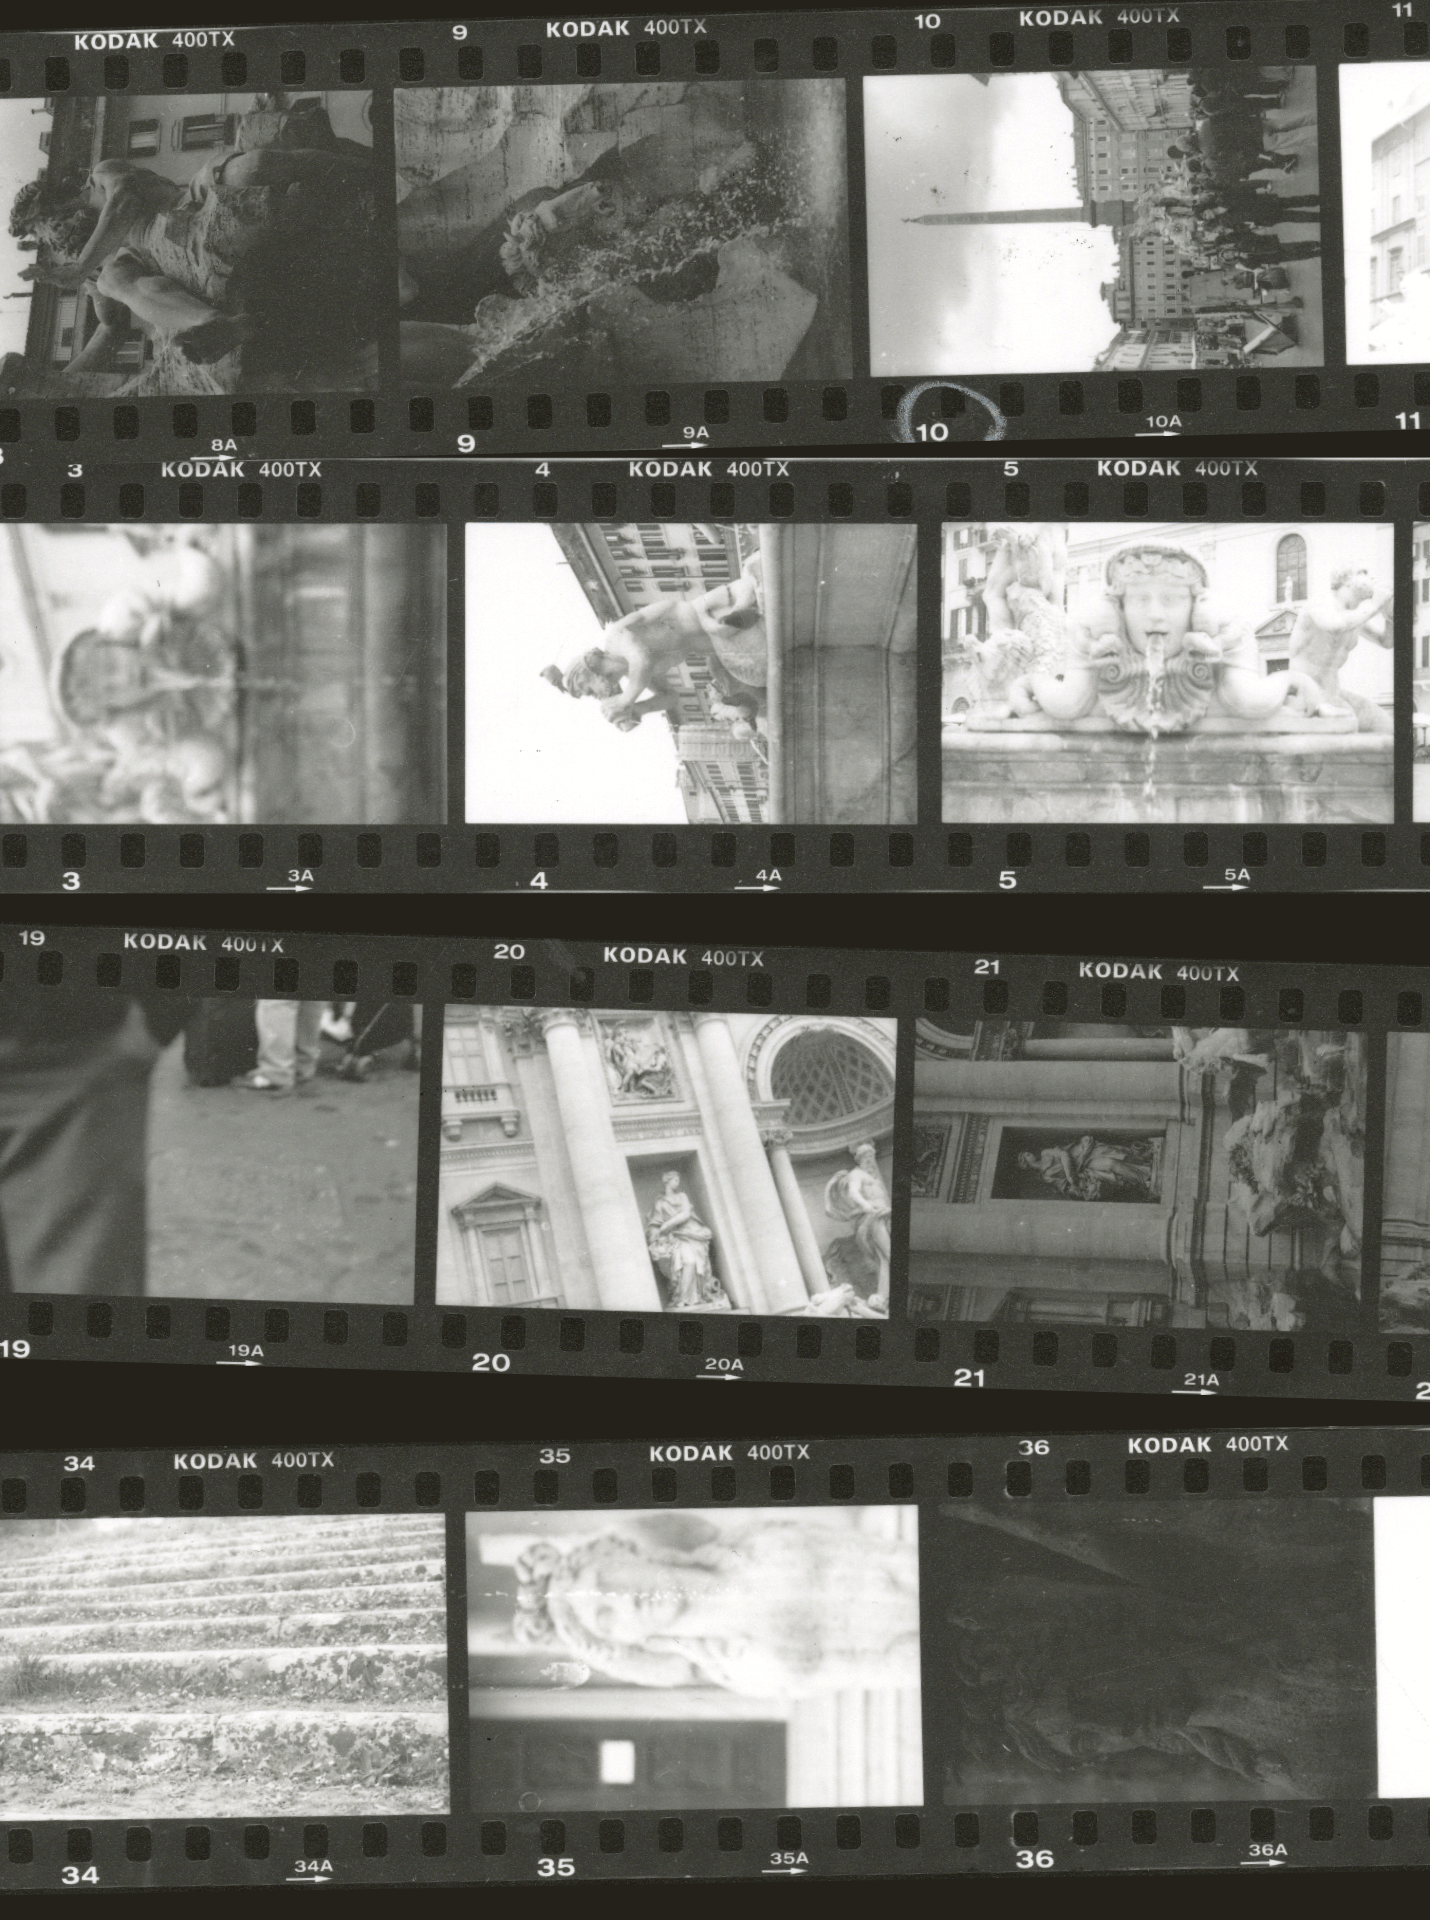 KODAK 400TX 9 KODAK 400TX 10 KODAK 400TX 11
8A 9 9A 10 10A 11
3 KODAK 400TX 4 KODAK 400TX 5 KODAK 400TX
3 3A 4 4A 5 5A
19 KODAK 400TX 20 KODAK 400TX 21 KODAK 400TX
19 19A 20 20A 21 21A
34 KODAK 400TX 35 KODAK 400TX 36 KODAK 400TX
34 34A 35 35A 36 36A